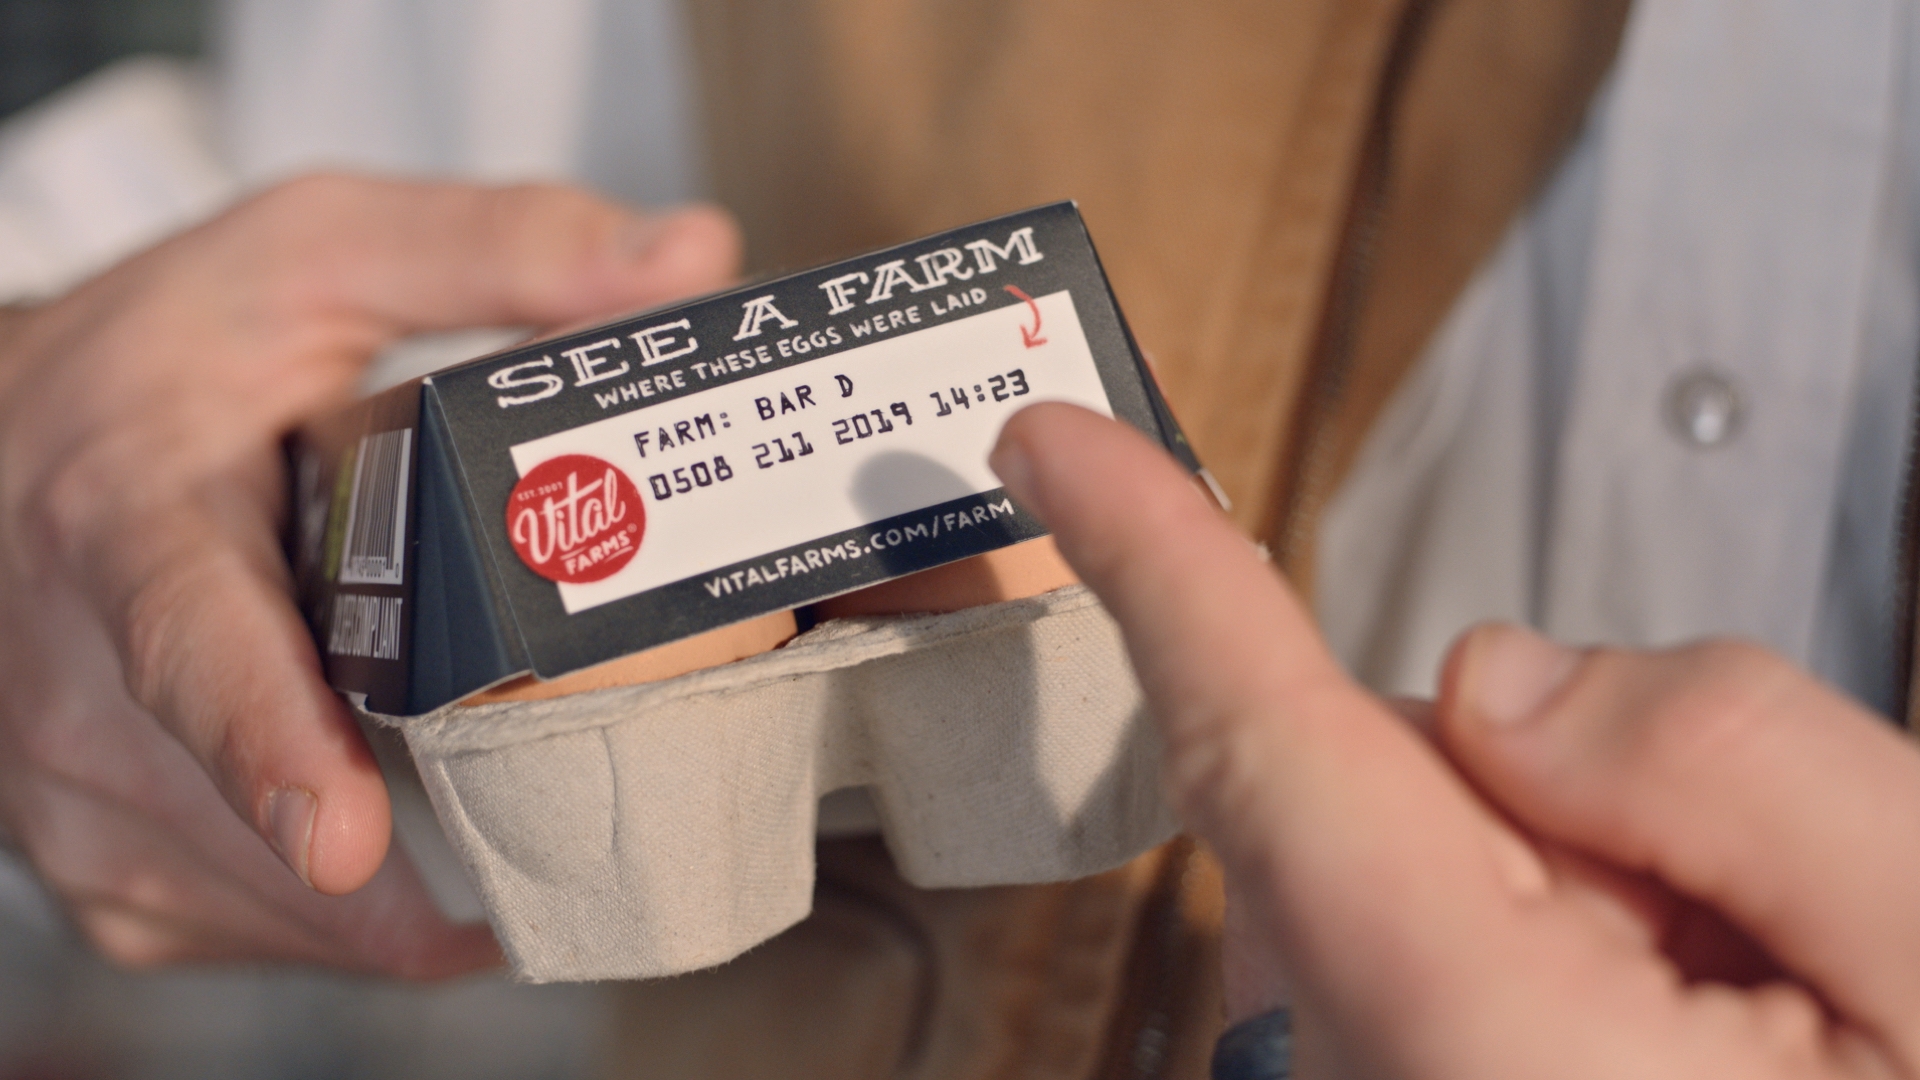 SEE A FARM
WHERE THESE EGGS WERE LAID
FARM: BAR D
0508 211 2019 14:23
EST. 2007
Vital
FARMS®
VITALFARMS.COM/FARM